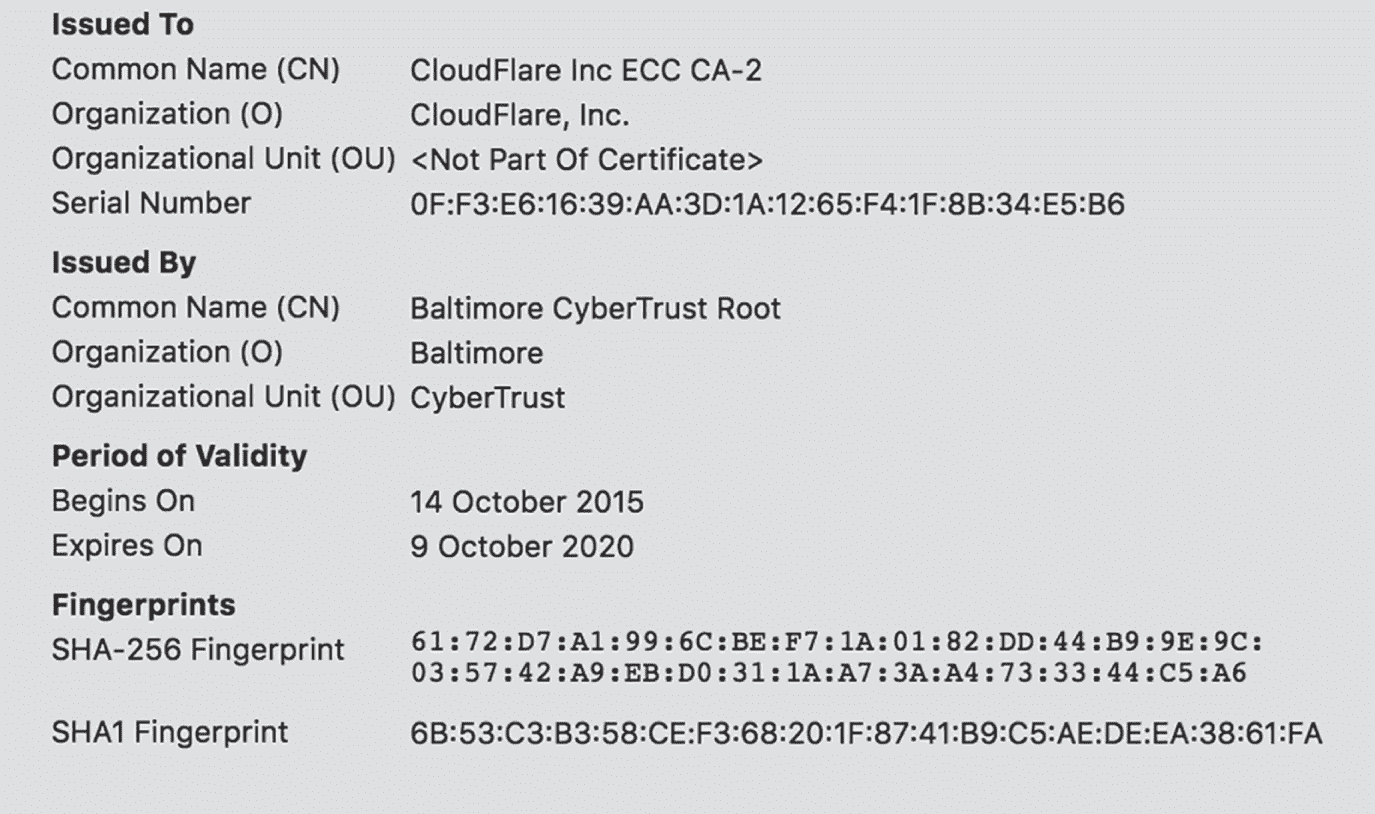 Issued To
Common Name (CN) CloudFlare Inc ECC CA-2
Organization (O) CloudFlare, Inc.
Organizational Unit (OU) <Not Part Of Certificate>
Serial Number 0F:F3:E6:16:39:AA:3D:1A:12:65:F4:1F:8B:34:E5:B6
Issued By
Common Name (CN) Baltimore CyberTrust Root
Organization (O) Baltimore
Organizational Unit (OU) CyberTrust
Period of Validity
Begins On 14 October 2015
Expires On 9 October 2020
Fingerprints
SHA-256 Fingerprint 61:72:D7:A1:99:6C:BE:F7:1A:01:82:DD:44:B9:9E:9C:
03:57:42:A9:EB:D0:31:1A:A7:3A:A4:73:33:44:C5:A6
SHA1 Fingerprint 6B:53:C3:B3:58:CE:F3:68:20:1F:87:41:B9:C5:AE:DE:EA:38:61:FA